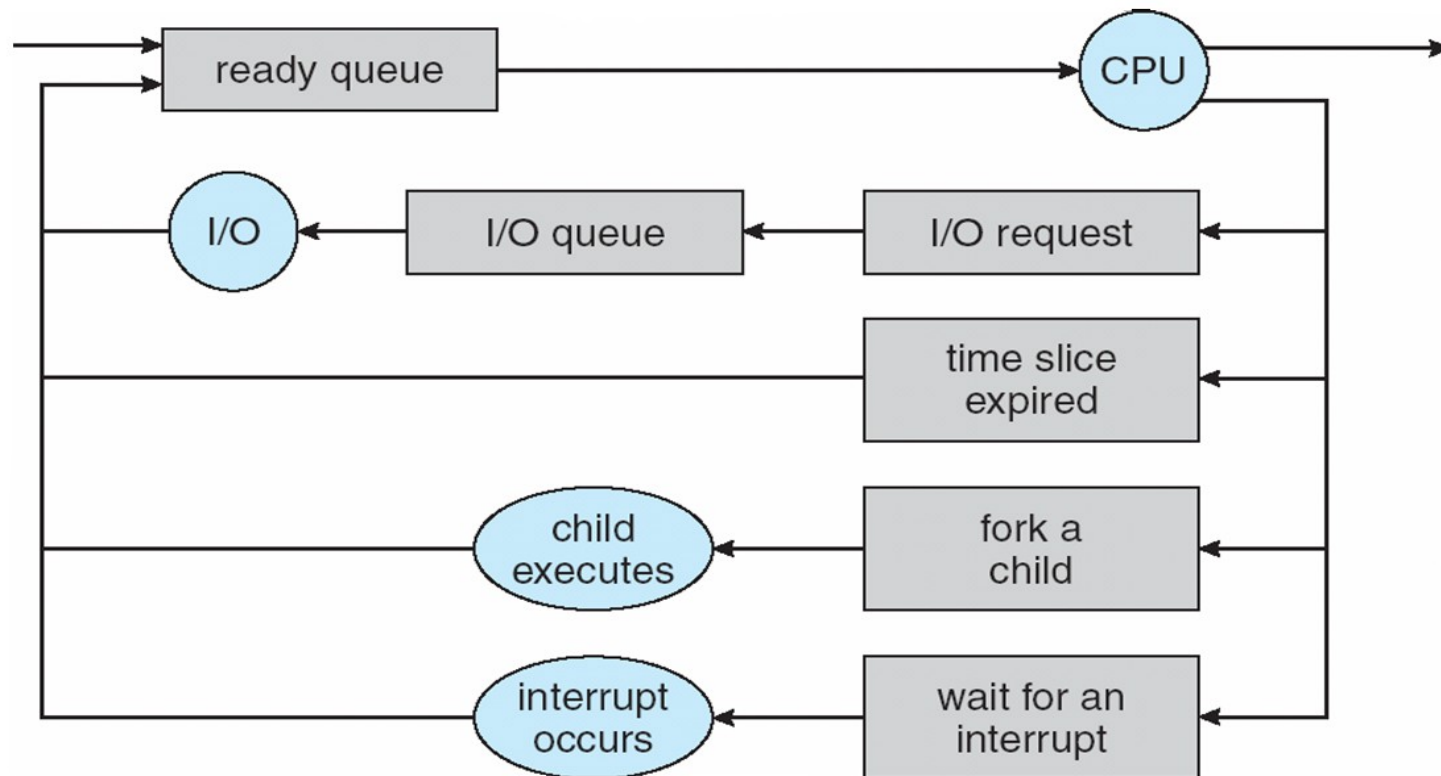 ready queue
CPU
I/O
I/O queue
I/O request
time slice
expired
child
executes
fork a
child
interrupt
occurs
wait for an
interrupt